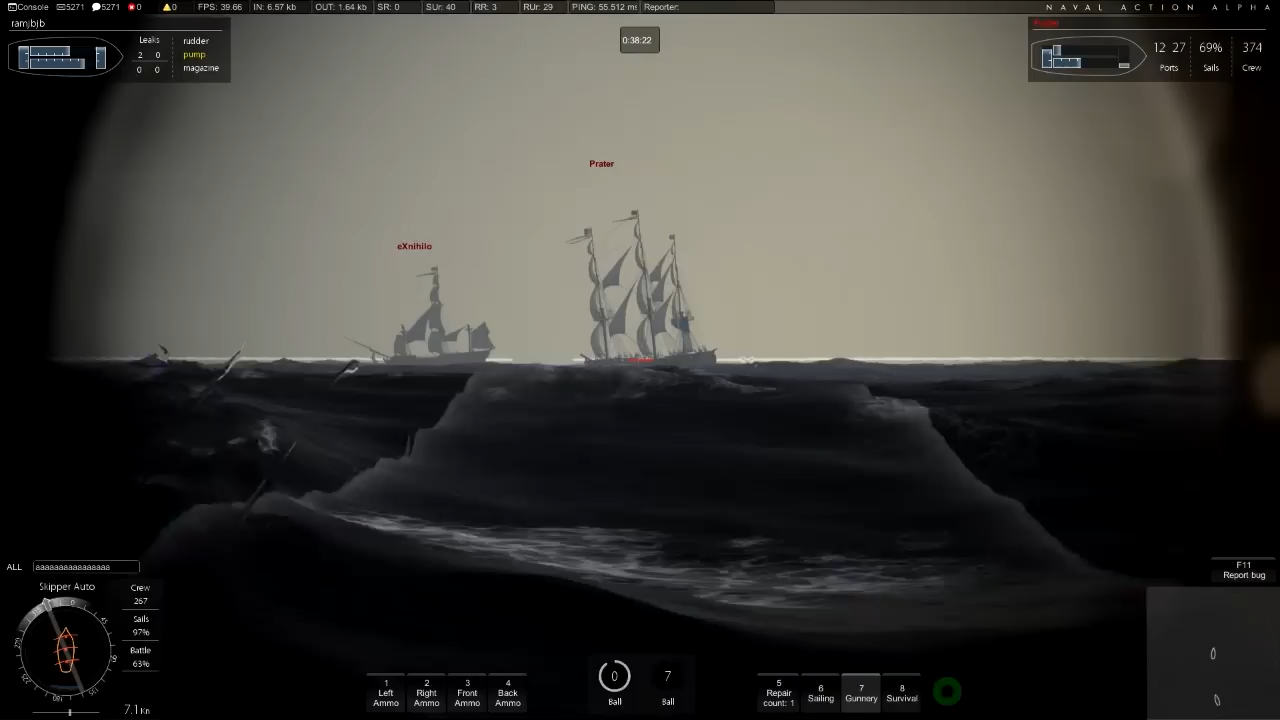 Console 5271 5271 0 0 FPS: 39.66 IN: 6.57 kb OUT: 1.64 kb SR: 0 SUr: 40 RR: 3 RUr: 29 PING: 55.512 ms Reporter:
NAVAL ACTION ALPHA
ramjbjb
Leaks
2 0
0 0
rudder
pump
magazine
0:38:22
Prater
12 27 69% 374
Ports Sails Crew
Prater
eXnihilo
ALL aaaaaaaaaaaaaaaa
Skipper Auto
Crew
267
Sails
97%
Battle
63%
7.1 Kn
1 Left Ammo
2 Right Ammo
3 Front Ammo
4 Back Ammo
0 Ball
7 Ball
5 Repair count: 1
6 Sailing
7 Gunnery
8 Survival
F11
Report bug